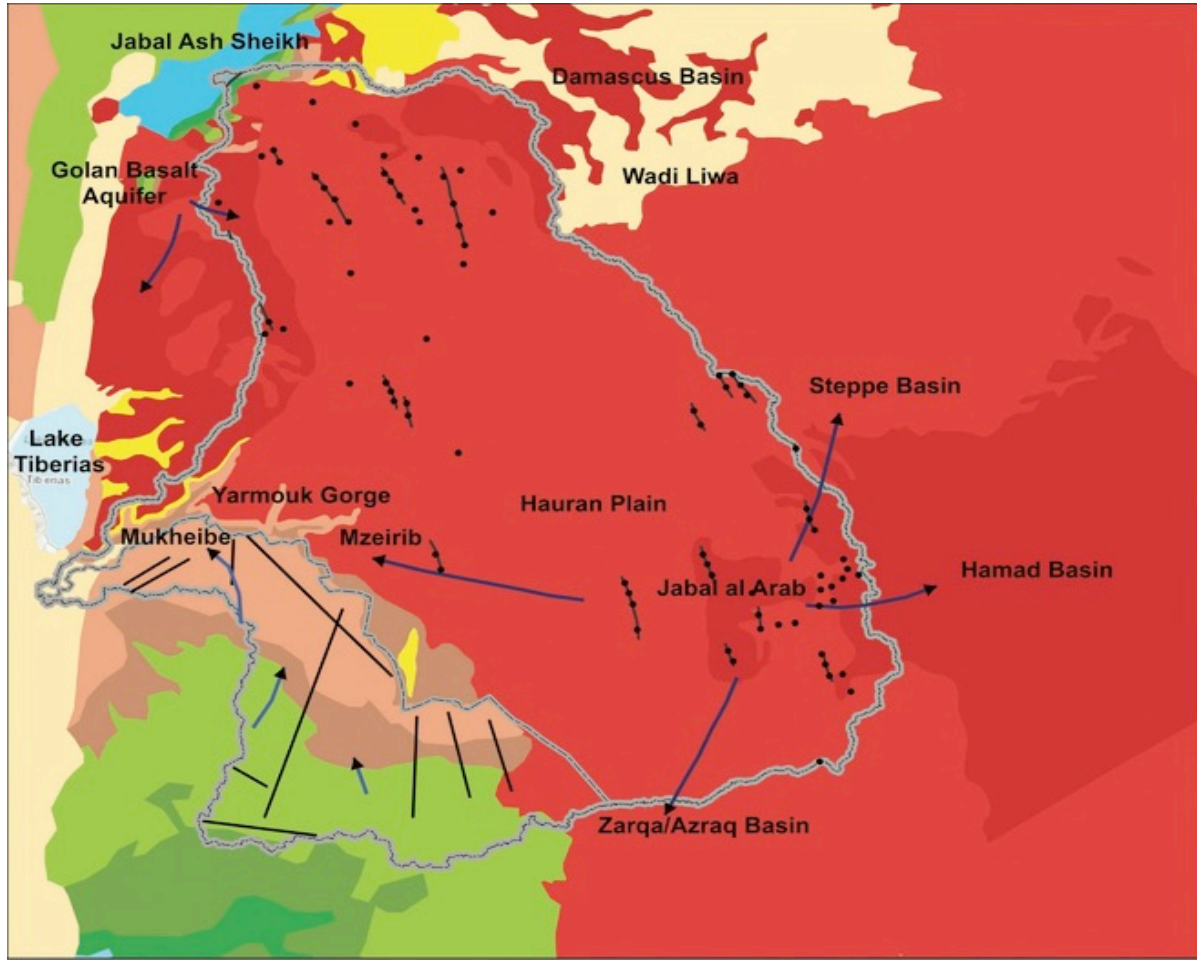 Jabal Ash Sheikh
Damascus Basin
Golan Basalt
Aquifer
Wadi Liwa
Steppe Basin
Lake
Tiberias
Tiberias
Yarmouk Gorge
Hauran Plain
Mukheibe
Mzeirib
Hamad Basin
Jabal al Arab
Zarqa/Azraq Basin